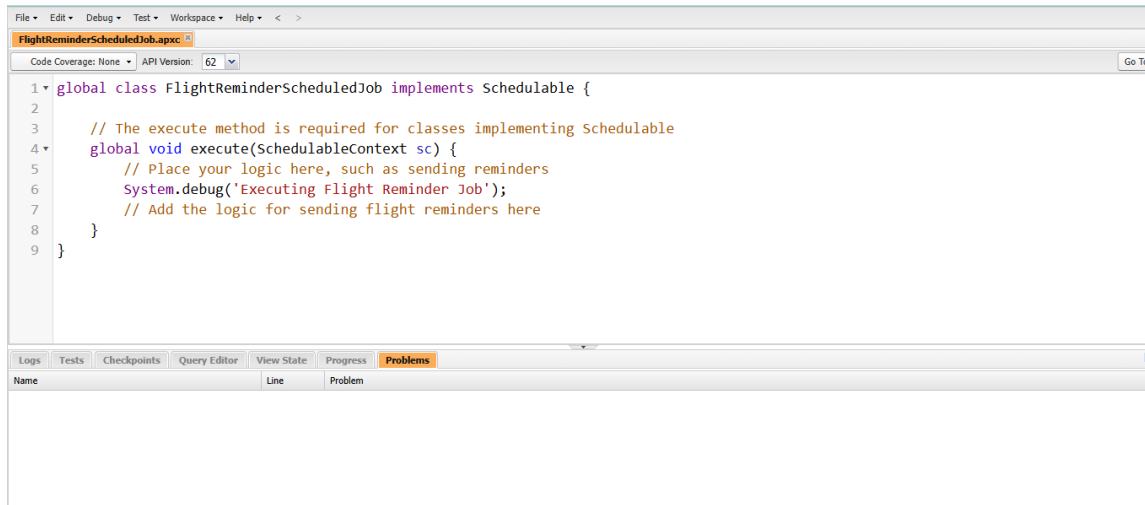 File Edit Debug Test Workspace Help < >
FlightReminderScheduledJob.apxc
Code Coverage: None API Version: 62 Go To
1 global class FlightReminderScheduledJob implements Schedulable {
2
3 // The execute method is required for classes implementing Schedulable
4 global void execute(SchedulableContext sc) {
5 // Place your logic here, such as sending reminders
6 System.debug('Executing Flight Reminder Job');
7 // Add the logic for sending flight reminders here
8 }
9 }
Logs Tests Checkpoints Query Editor View State Progress Problems
Name Line Problem